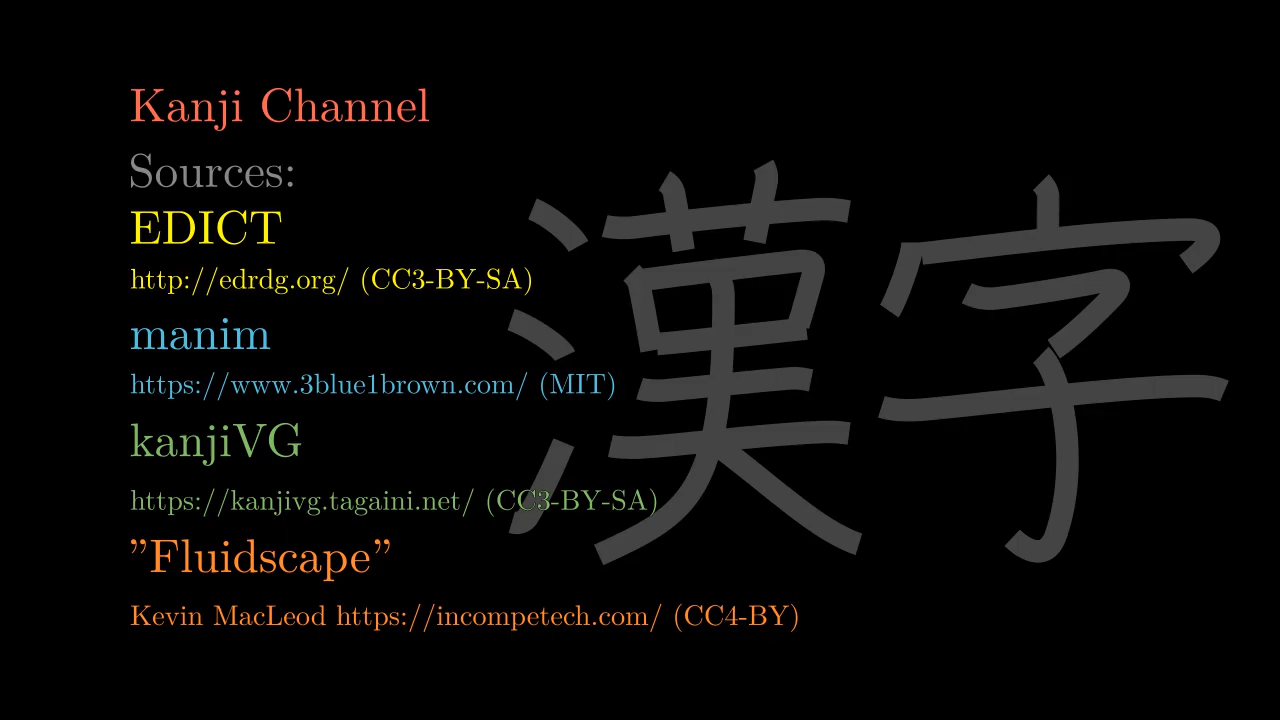 Kanji Channel
Sources:
EDICT
http://edrdg.org/ (CC3-BY-SA)
manim
https://www.3blue1brown.com/ (MIT)
kanjiVG
https://kanjivg.tagaini.net/ (CC3-BY-SA)
”Fluidscape”
Kevin MacLeod https://incompetech.com/ (CC4-BY)
漢字